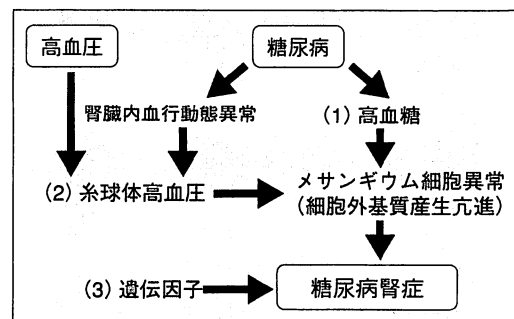 高血圧
糖尿病
腎臓内血行動態異常
(1) 高血糖
(2) 糸球体高血圧
メサンギウム細胞異常
(細胞外基質産生亢進)
(3) 遺伝因子
糖尿病腎症